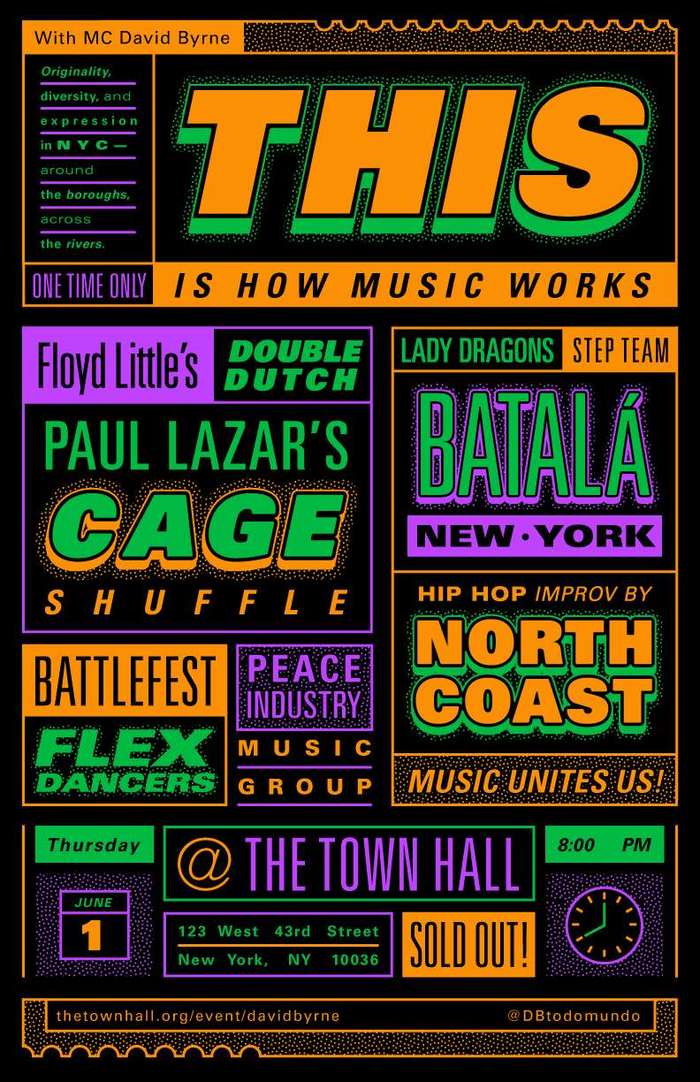 With MC David Byrne
Originality,
diversity, and
expression
in NYC—
around
the boroughs,
across
the rivers.
ONE TIME ONLY
THIS
IS HOW MUSIC WORKS
Floyd Little's
DOUBLE
DUTCH
PAUL LAZAR'S
CAGE
SHUFFLE
LADY DRAGONS
STEP TEAM
BATALÁ
NEW·YORK
HIP HOP IMPROV BY
NORTH
COAST
MUSIC UNITES US!
BATTLEFEST
FLEX
DANCERS
PEACE
INDUSTRY
MUSIC
GROUP
Thursday
JUNE
1
@ THE TOWN HALL
123 West 43rd Street
New York, NY 10036
SOLD OUT!
8:00 PM
thetownhall.org/event/davidbyrne
@DBtodomundo